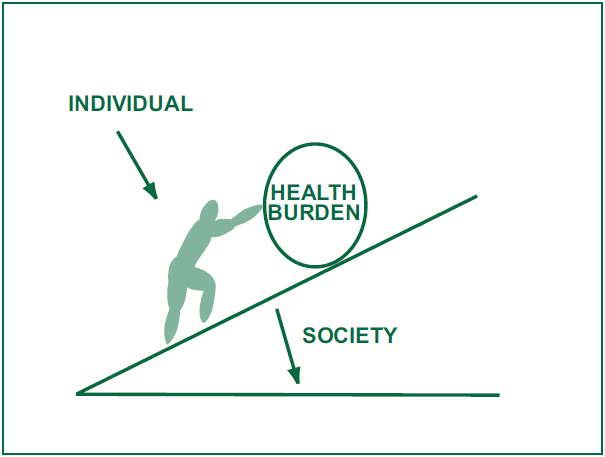 INDIVIDUAL
HEALTH
BURDEN
SOCIETY